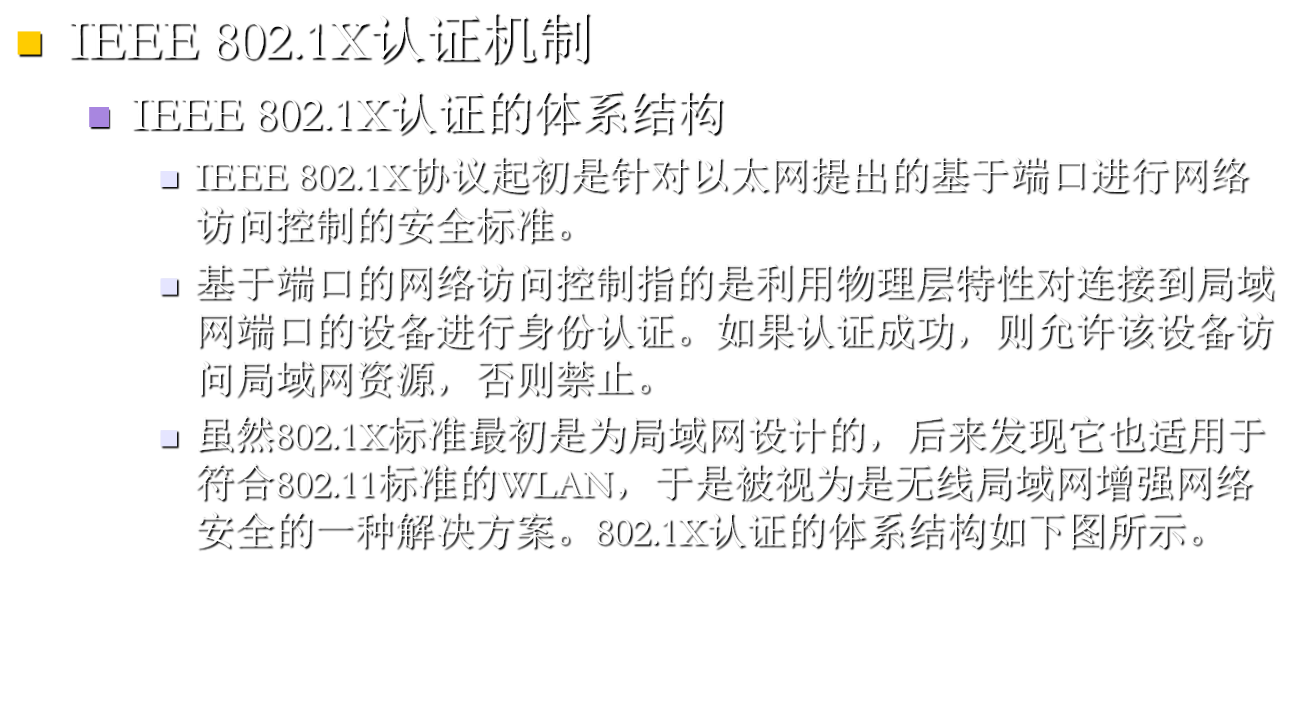 IEEE 802.1X认证机制
IEEE 802.1X认证的体系结构
IEEE 802.1X协议起初是针对以太网提出的基于端口进行网络
访问控制的安全标准。
基于端口的网络访问控制指的是利用物理层特性对连接到局域
网端口的设备进行身份认证。如果认证成功，则允许该设备访
问局域网资源，否则禁止。
虽然802.1X标准最初是为局域网设计的，后来发现它也适用于
符合802.11标准的WLAN，于是被视为是无线局域网增强网络
安全的一种解决方案。802.1X认证的体系结构如下图所示。